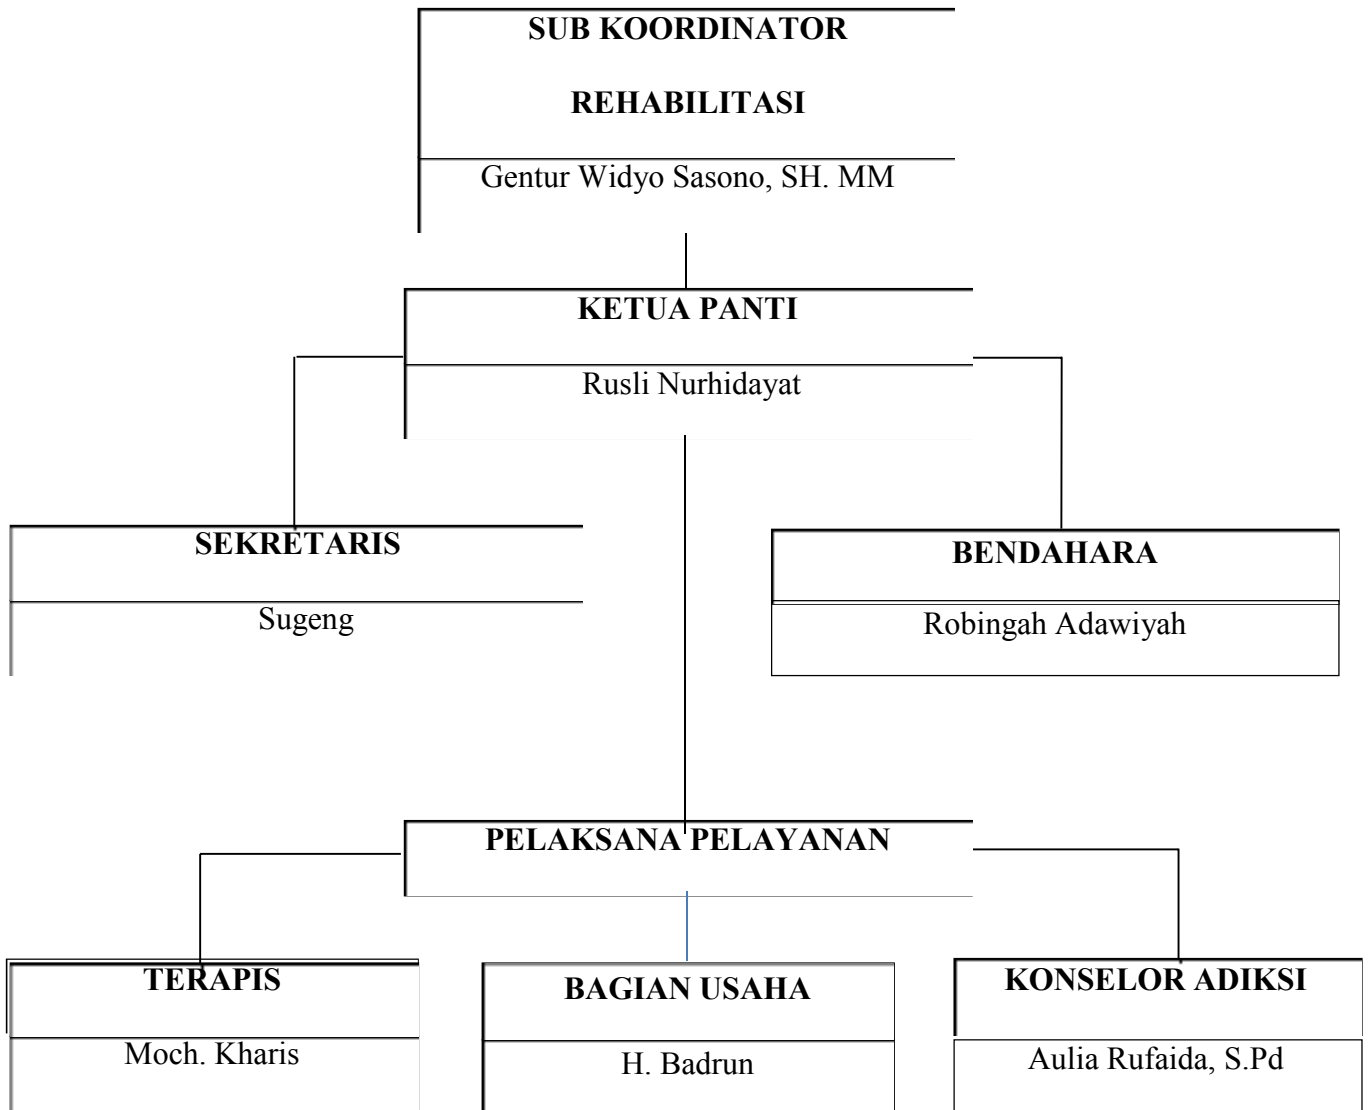 SUB KOORDINATOR
REHABILITASI
Gentur Widyo Sasono, SH. MM
KETUA PANTI
Rusli Nurhidayat
SEKRETARIS
Sugeng
BENDAHARA
Robingah Adawiyah
PELAKSANA PELAYANAN
TERAPIS
Moch. Kharis
BAGIAN USAHA
H. Badrun
KONSELOR ADIKSI
Aulia Rufaida, S.Pd